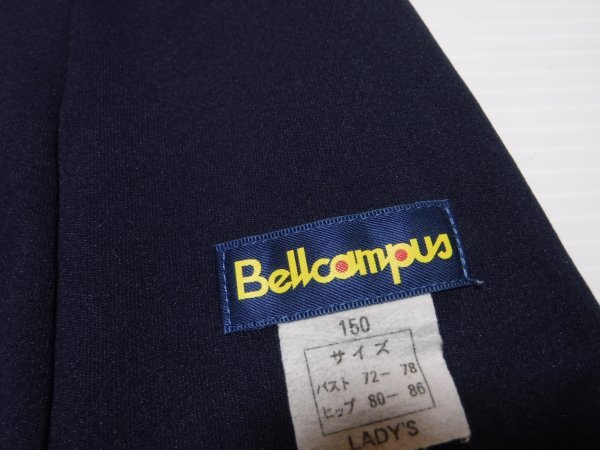 Bellcampus
150
サイズ
バスト 72－78
ヒップ 80－86
LADY'S